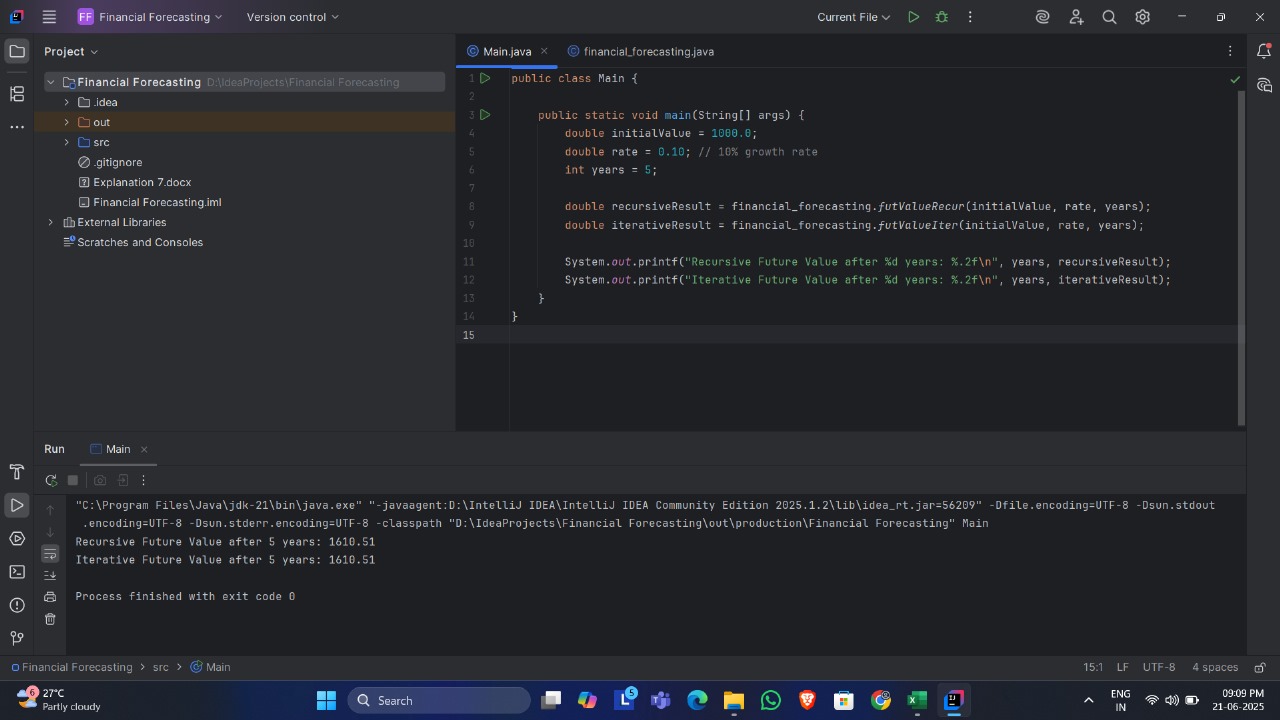 FF Financial Forecasting Version control Current File
Project
Main.java financial_forecasting.java
Financial Forecasting D:\IdeaProjects\Financial Forecasting
.idea
out
src
.gitignore
Explanation 7.docx
Financial Forecasting.iml
External Libraries
Scratches and Consoles
1 public class Main {
2
3 public static void main(String[] args) {
4 double initialValue = 1000.0;
5 double rate = 0.10; // 10% growth rate
6 int years = 5;
7
8 double recursiveResult = financial_forecasting.futValueRecur(initialValue, rate, years);
9 double iterativeResult = financial_forecasting.futValueIter(initialValue, rate, years);
10
11 System.out.printf("Recursive Future Value after %d years: %.2f\n", years, recursiveResult);
12 System.out.printf("Iterative Future Value after %d years: %.2f\n", years, iterativeResult);
13 }
14 }
15
Run Main
"C:\Program Files\Java\jdk-21\bin\java.exe" "-javaagent:D:\IntelliJ IDEA\IntelliJ IDEA Community Edition 2025.1.2\lib\idea_rt.jar=56209" -Dfile.encoding=UTF-8 -Dsun.stdout
.encoding=UTF-8 -Dsun.stderr.encoding=UTF-8 -classpath "D:\IdeaProjects\Financial Forecasting\out\production\Financial Forecasting" Main
Recursive Future Value after 5 years: 1610.51
Iterative Future Value after 5 years: 1610.51
Process finished with exit code 0
Financial Forecasting > src > Main 15:1 LF UTF-8 4 spaces
6 27°C
Partly cloudy
Search
L 5
ENG
IN
09:09 PM
21-06-2025